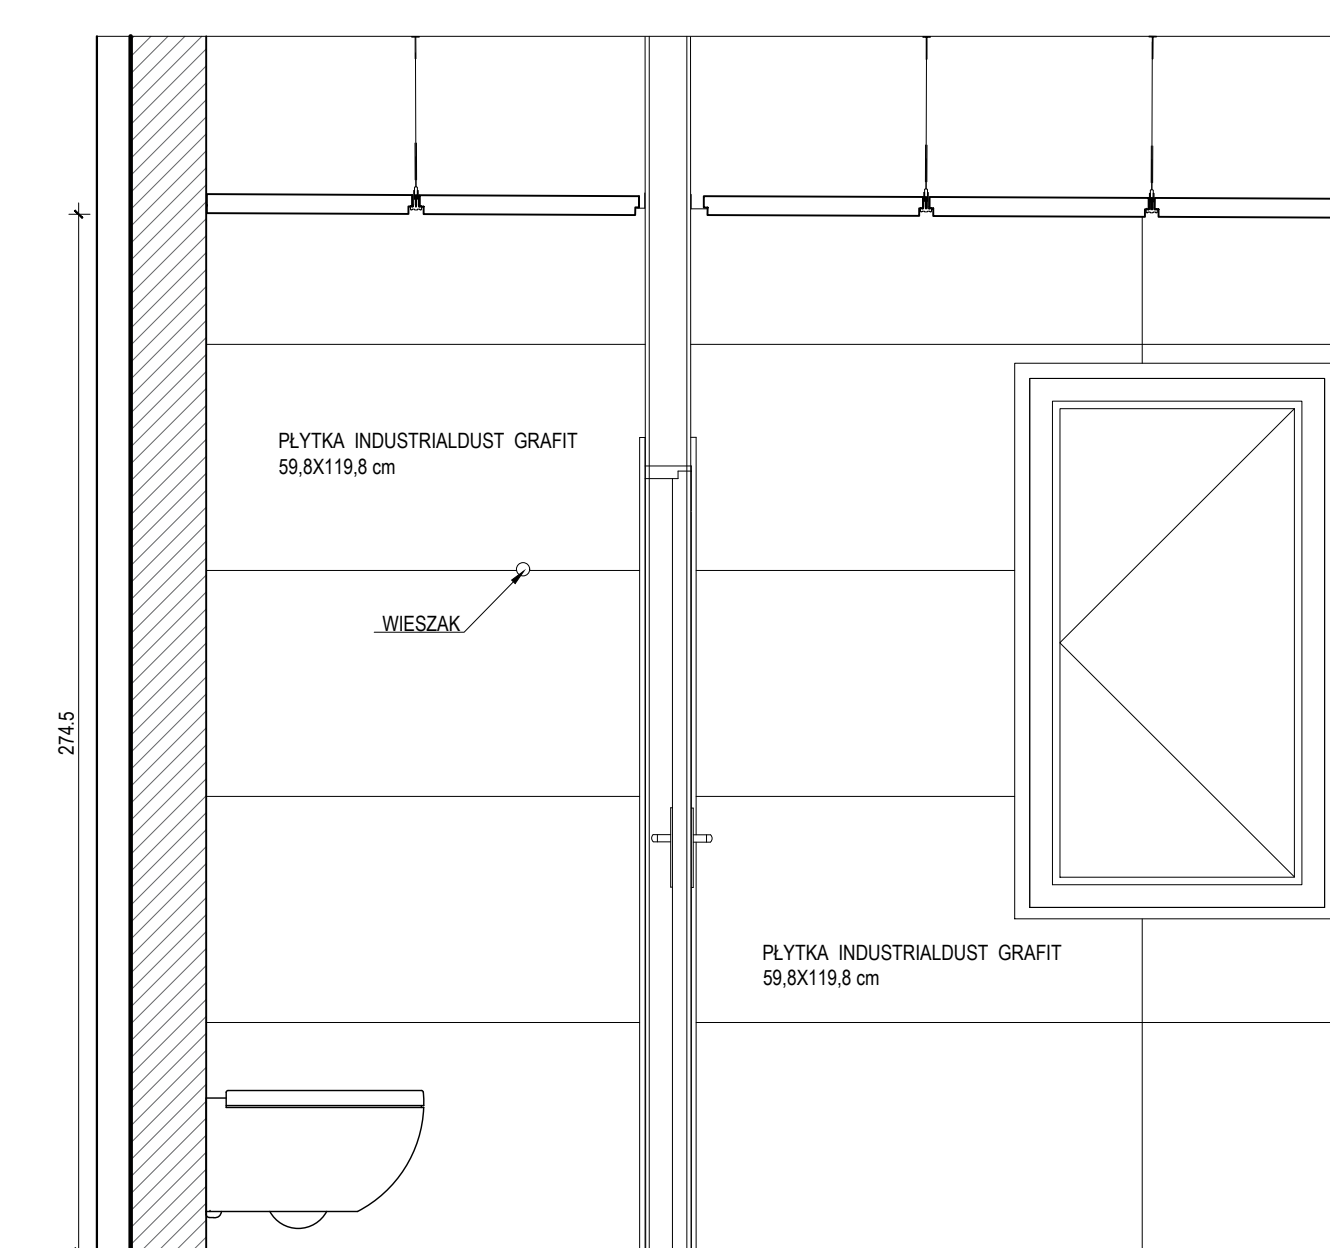 PŁYTKA INDUSTRIALDUST GRAFIT
59,8X119,8 cm
WIESZAK
274.5
PŁYTKA INDUSTRIALDUST GRAFIT
59,8X119,8 cm